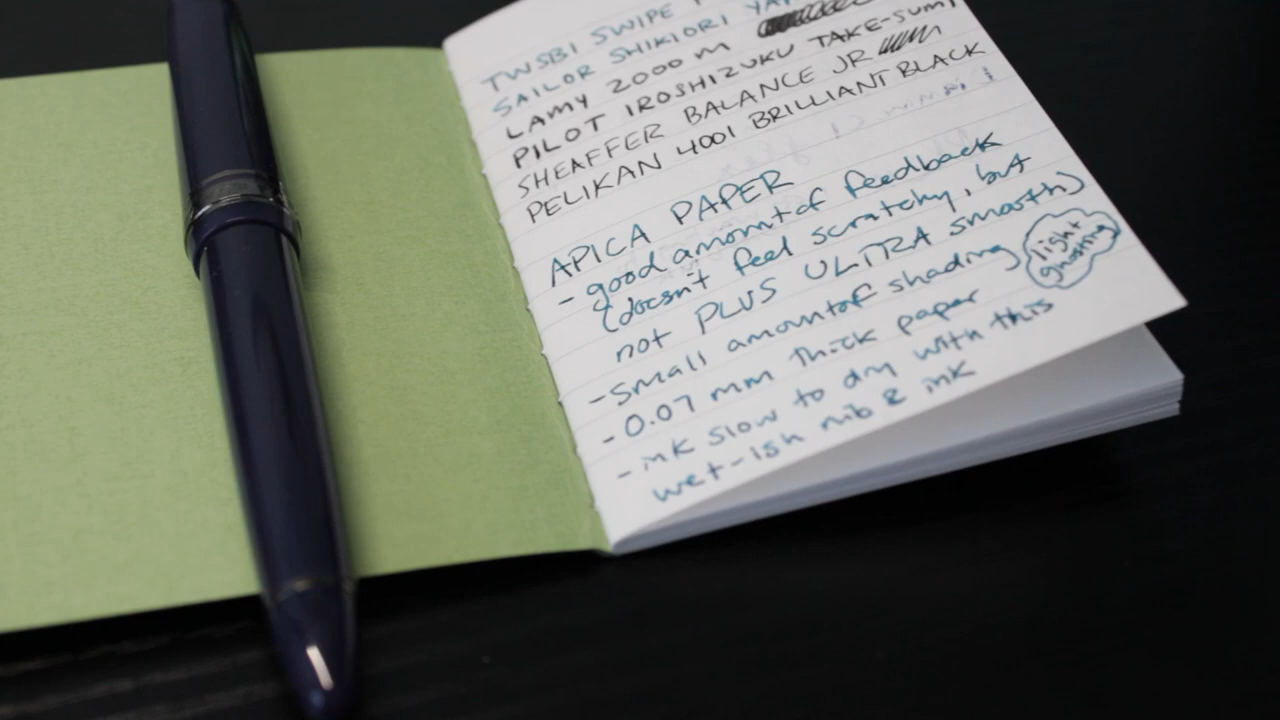 TWSBI SWIPE
SAILOR SHIKIORI
LAMY 2000 M
PILOT IROSHIZUKU TAKE-SUMI
SHEAFFER BALANCE JR
PELIKAN 4001 BRILLIANT BLACK
APICA PAPER
- good amount of feedback
(doesn't feel scratchy, but
not PLUS ULTRA smooth)
- small amount of shading
light
ghosting
- 0.07 mm thick paper
- ink slow to dry with this
wet-ish nib & ink